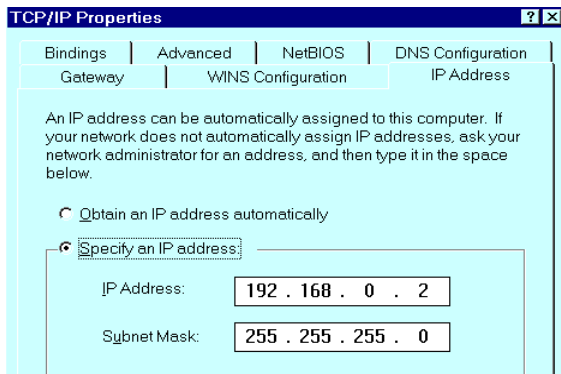 TCP/IP Properties
Bindings Advanced NetBIOS DNS Configuration
Gateway WINS Configuration IP Address
An IP address can be automatically assigned to this computer. If
your network does not automatically assign IP addresses, ask your
network administrator for an address, and then type it in the space
below.
Obtain an IP address automatically
Specify an IP address:
IP Address: 192 . 168 . 0 . 2
Subnet Mask: 255 . 255 . 255 . 0